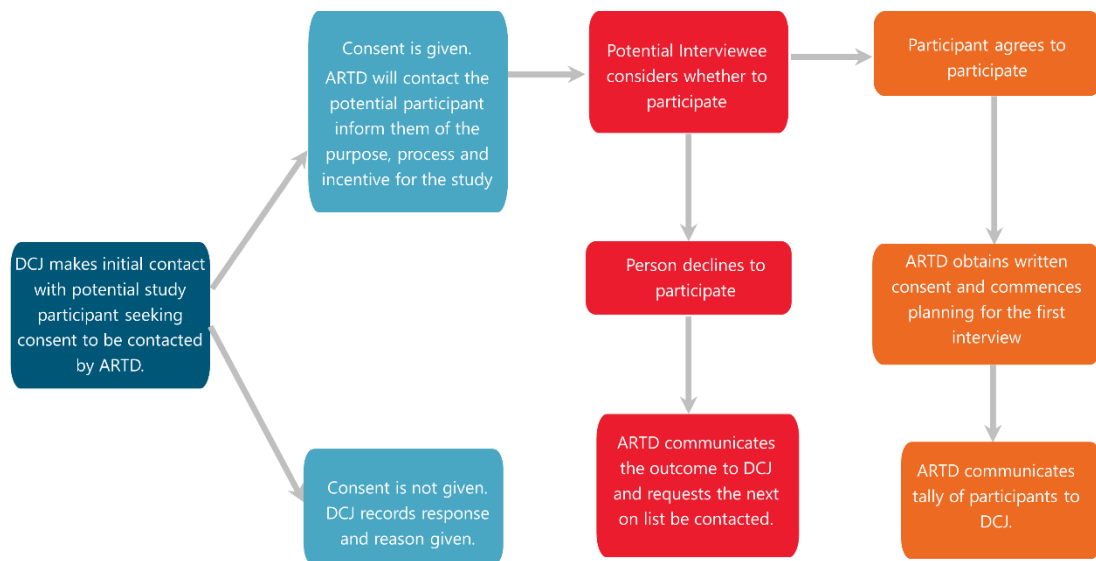 DCJ makes initial contact
with potential study
participant seeking
consent to be contacted
by ARTD.
Consent is given.
ARTD will contact the
potential participant
inform them of the
purpose, process and
incentive for the study
Consent is not given.
DCJ records response
and reason given.
Potential Interviewee
considers whether to
participate
Person declines to
participate
ARTD communicates
the outcome to DCJ
and requests the next
on list be contacted.
Participant agrees to
participate
ARTD obtains written
consent and commences
planning for the first
interview
ARTD communicates
tally of participants to
DCJ.